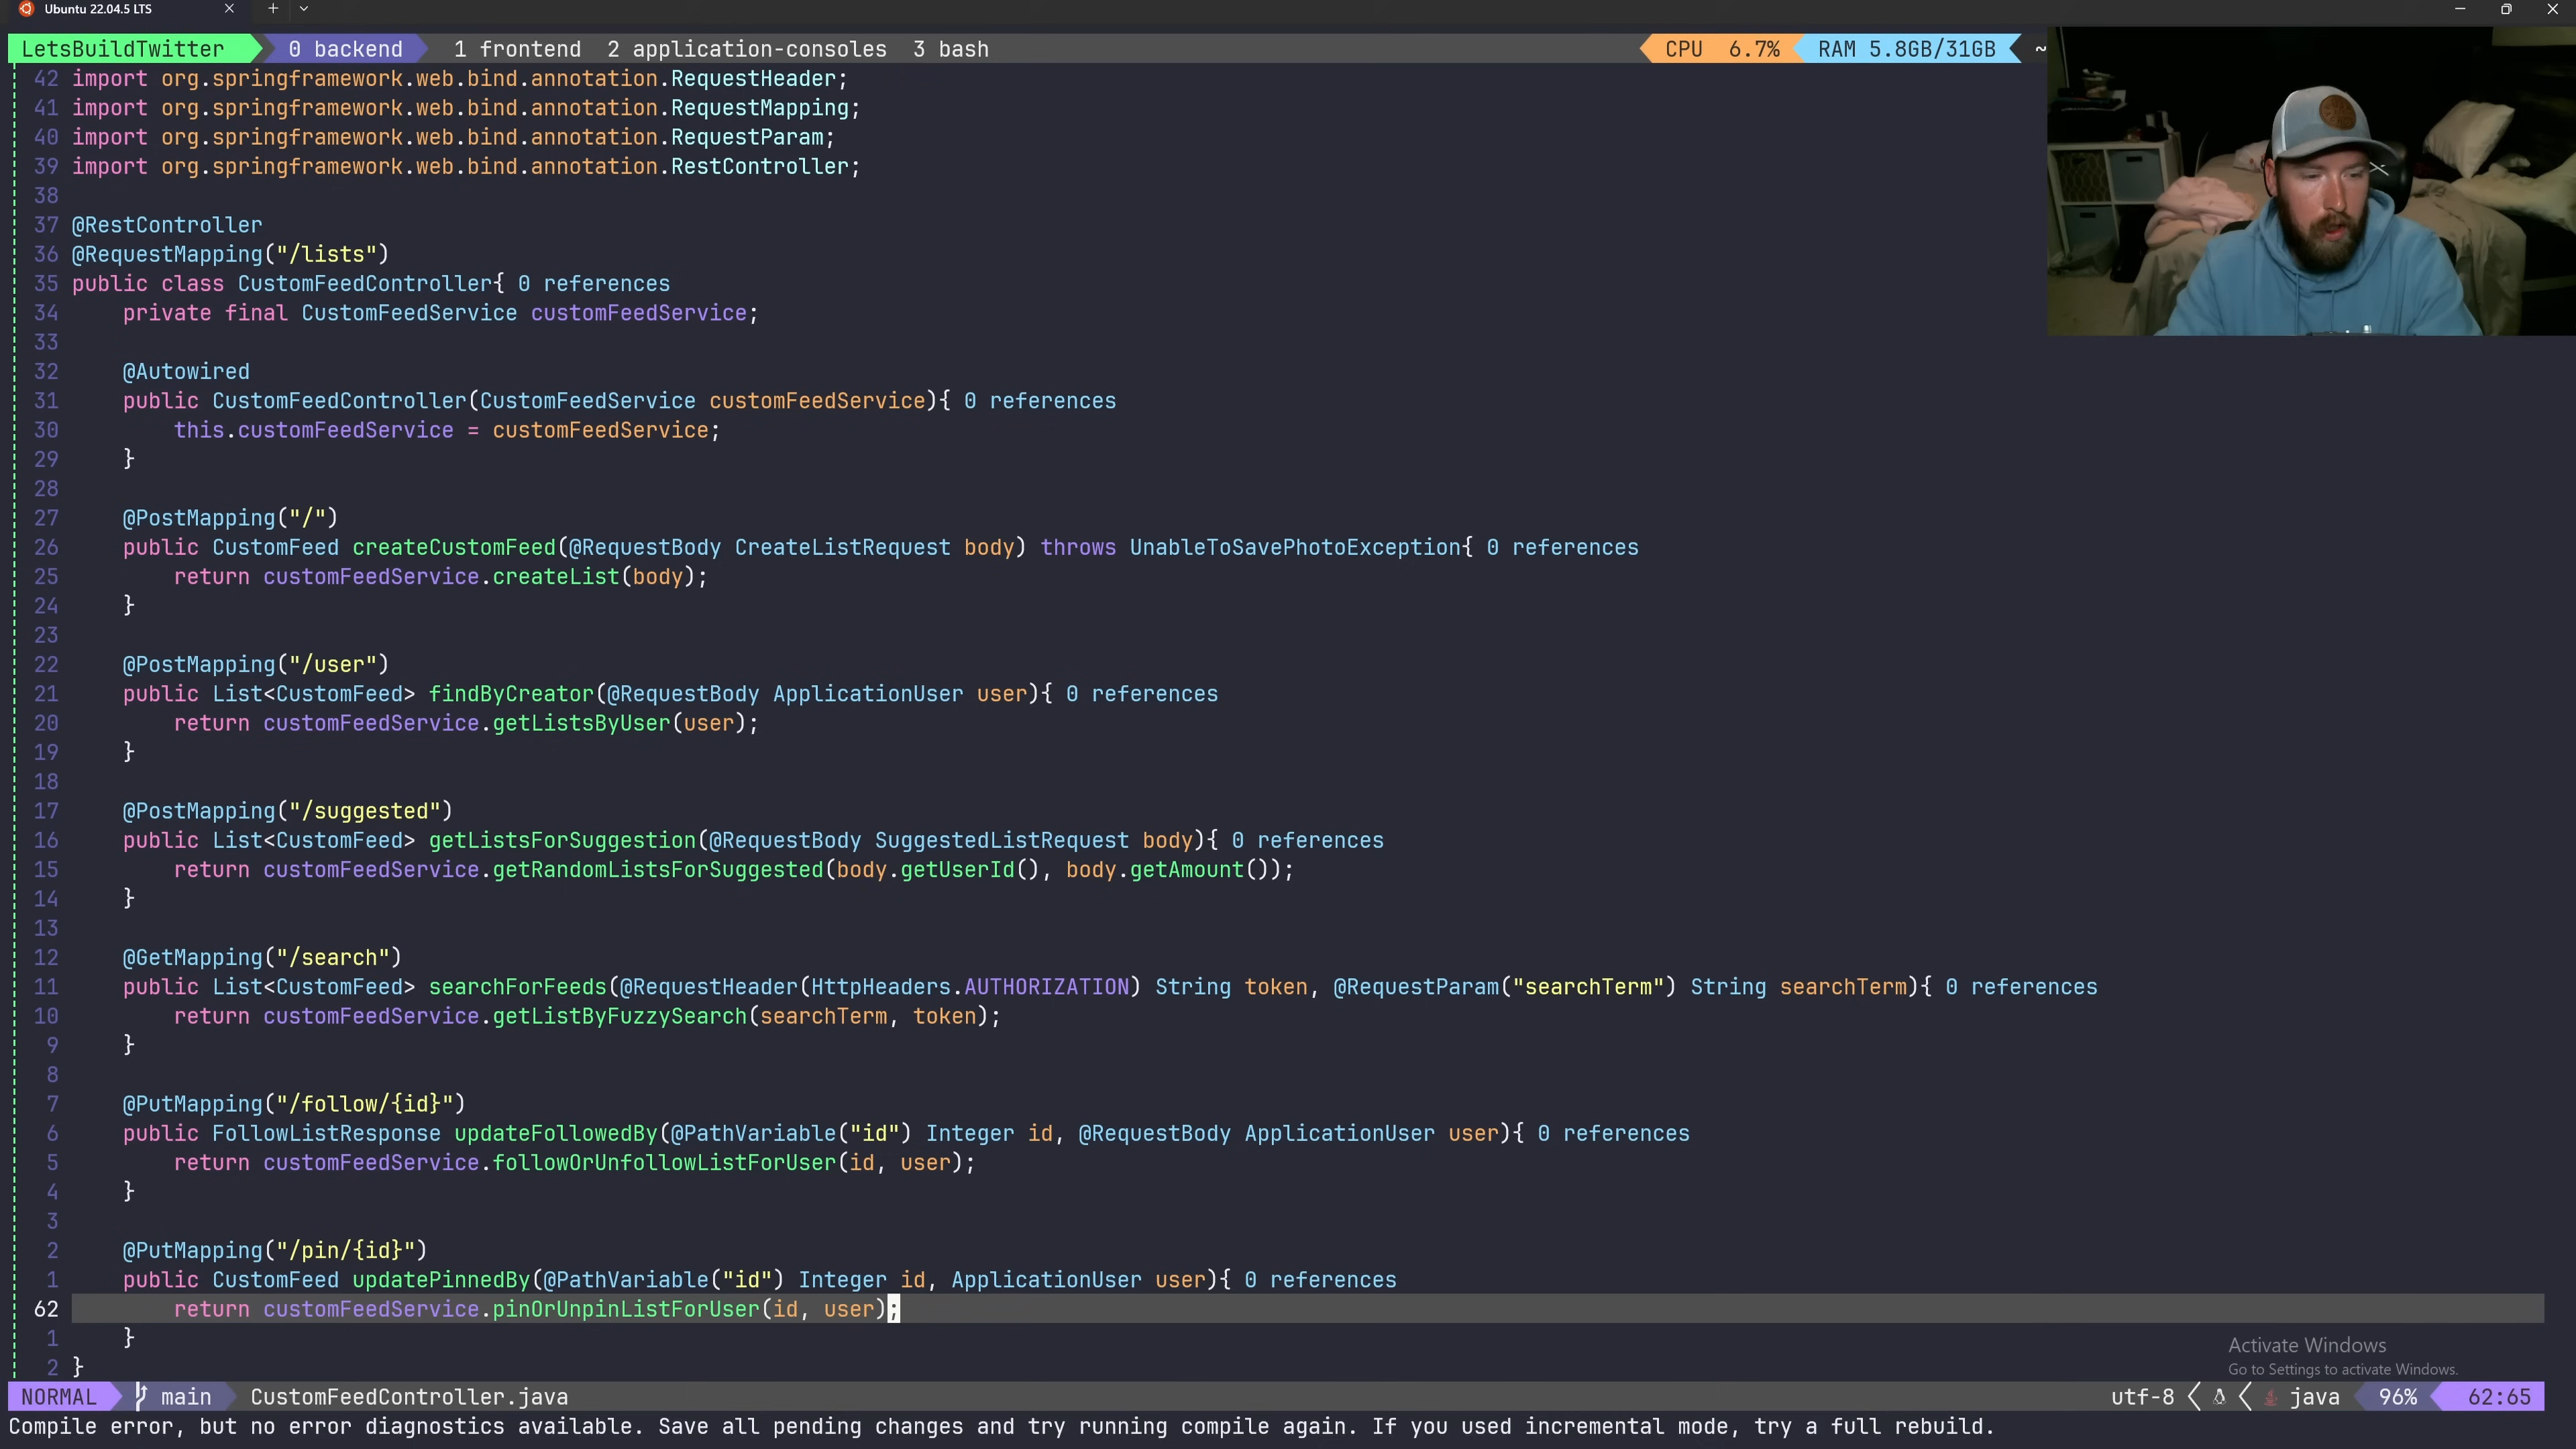 Ubuntu 22.04.5 LTS
LetsBuildTwitter 0 backend 1 frontend 2 application-consoles 3 bash CPU 6.7% RAM 5.8GB/31GB ~
42 import org.springframework.web.bind.annotation.RequestHeader;
41 import org.springframework.web.bind.annotation.RequestMapping;
40 import org.springframework.web.bind.annotation.RequestParam;
39 import org.springframework.web.bind.annotation.RestController;
38
37 @RestController
36 @RequestMapping("/lists")
35 public class CustomFeedController{ 0 references
34 private final CustomFeedService customFeedService;
33
32 @Autowired
31 public CustomFeedController(CustomFeedService customFeedService){ 0 references
30 this.customFeedService = customFeedService;
29 }
28
27 @PostMapping("/")
26 public CustomFeed createCustomFeed(@RequestBody CreateListRequest body) throws UnableToSavePhotoException{ 0 references
25 return customFeedService.createList(body);
24 }
23
22 @PostMapping("/user")
21 public List<CustomFeed> findByCreator(@RequestBody ApplicationUser user){ 0 references
20 return customFeedService.getListsByUser(user);
19 }
18
17 @PostMapping("/suggested")
16 public List<CustomFeed> getListsForSuggestion(@RequestBody SuggestedListRequest body){ 0 references
15 return customFeedService.getRandomListsForSuggested(body.getUserId(), body.getAmount());
14 }
13
12 @GetMapping("/search")
11 public List<CustomFeed> searchForFeeds(@RequestHeader(HttpHeaders.AUTHORIZATION) String token, @RequestParam("searchTerm") String searchTerm){ 0 references
10 return customFeedService.getListByFuzzySearch(searchTerm, token);
9 }
8
7 @PutMapping("/follow/{id}")
6 public FollowListResponse updateFollowedBy(@PathVariable("id") Integer id, @RequestBody ApplicationUser user){ 0 references
5 return customFeedService.followOrUnfollowListForUser(id, user);
4 }
3
2 @PutMapping("/pin/{id}")
1 public CustomFeed updatePinnedBy(@PathVariable("id") Integer id, ApplicationUser user){ 0 references
62 return customFeedService.pinOrUnpinListForUser(id, user);
1 }
2 }
Activate Windows
Go to Settings to activate Windows.
NORMAL main CustomFeedController.java utf-8 java 96% 62:65
Compile error, but no error diagnostics available. Save all pending changes and try running compile again. If you used incremental mode, try a full rebuild.